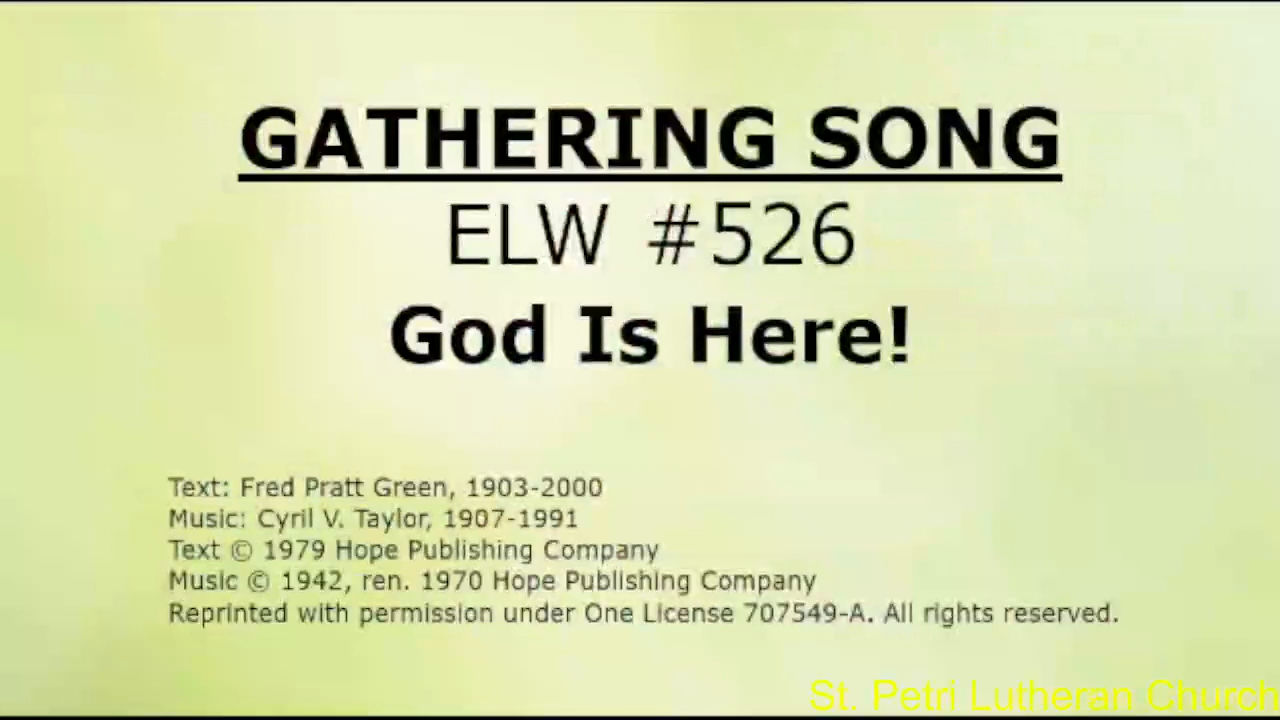 GATHERING SONG
ELW #526
God Is Here!
Text: Fred Pratt Green, 1903-2000
Music: Cyril V. Taylor, 1907-1991
Text © 1979 Hope Publishing Company
Music © 1942, ren. 1970 Hope Publishing Company
Reprinted with permission under One License 707549-A. All rights reserved.
St. Petri Lutheran Church